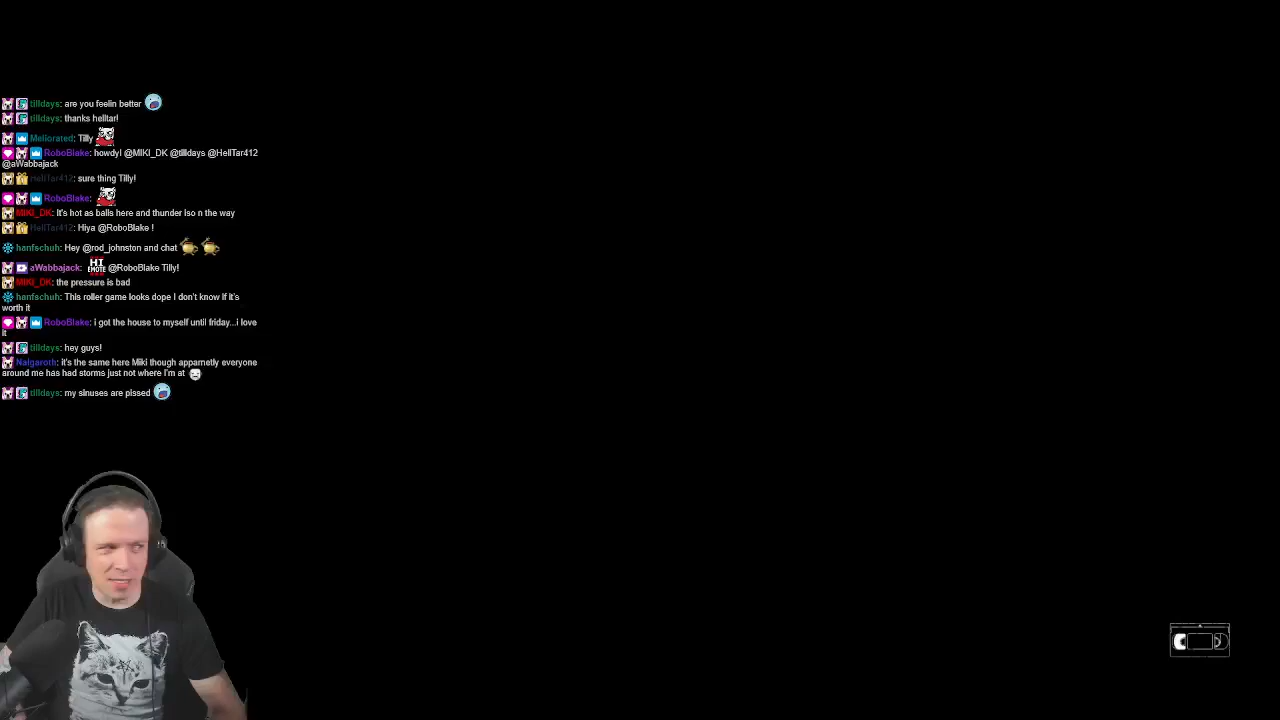 tilldays: are you feelin better
tilldays: thanks helltar!
Meliorated: Tilly
RoboBlake: howdy! @MIKI_DK @tilldays @HellTar412
@aWabbajack
HellTar412: sure thing Tilly!
RoboBlake:
MIKI_DK: It's hot as balls here and thunder iso n the way
HellTar412: Hiya @RoboBlake !
hanfschuh: Hey @rod_johnston and chat
aWabbajack: HI EMOTE @RoboBlake Tilly!
MIKI_DK: the pressure is bad
hanfschuh: This roller game looks dope I don't know if it's
worth it
RoboBlake: i got the house to myself until friday...i love
it
tilldays: hey guys!
Nalgaroth: it's the same here Miki though apparnetly everyone
around me has had storms just not where I'm at
tilldays: my sinuses are pissed